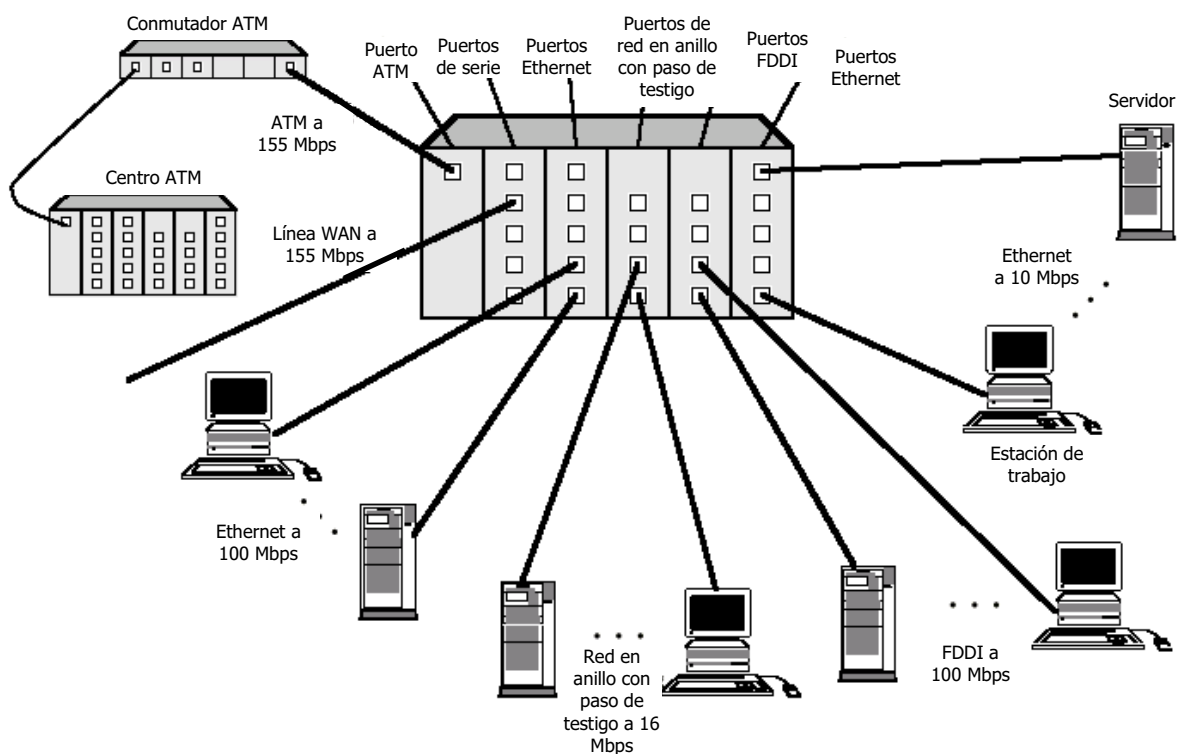 Conmutador ATM
Puerto
ATM
Puertos
de serie
Puertos
Ethernet
Puertos de
red en anillo
con paso de
testigo
Puertos
FDDI
Puertos
Ethernet
Servidor
ATM a
155 Mbps
Centro ATM
Línea WAN a
155 Mbps
Ethernet
a 10 Mbps
Estación de
trabajo
Ethernet a
100 Mbps
Red en
anillo con
paso de
testigo a 16
Mbps
FDDI a
100 Mbps